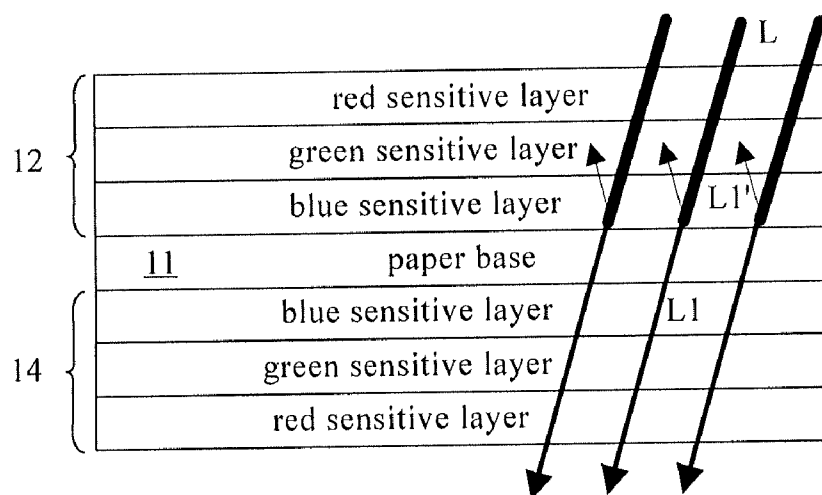 L
red sensitive layer
12
green sensitive layer
blue sensitive layer
L1'
11
paper base
blue sensitive layer
L1
14
green sensitive layer
red sensitive layer